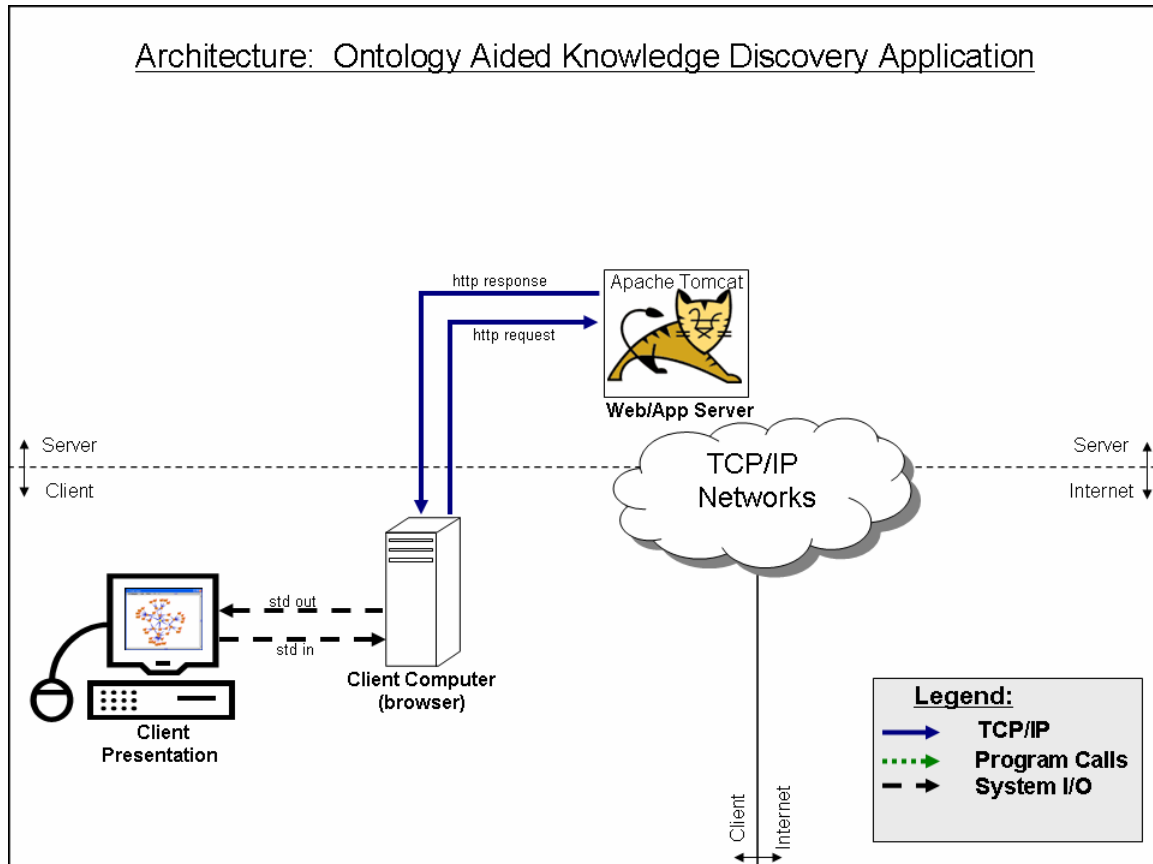 Architecture:  Ontology Aided Knowledge Discovery Application
http response
http request
Apache Tomcat
Web/App Server
Server
Client
TCP/IP
Networks
Server
Internet
std out
std in
Client Computer
(browser)
Client
Presentation
Legend:
TCP/IP
Program Calls
System I/O
Client
Internet